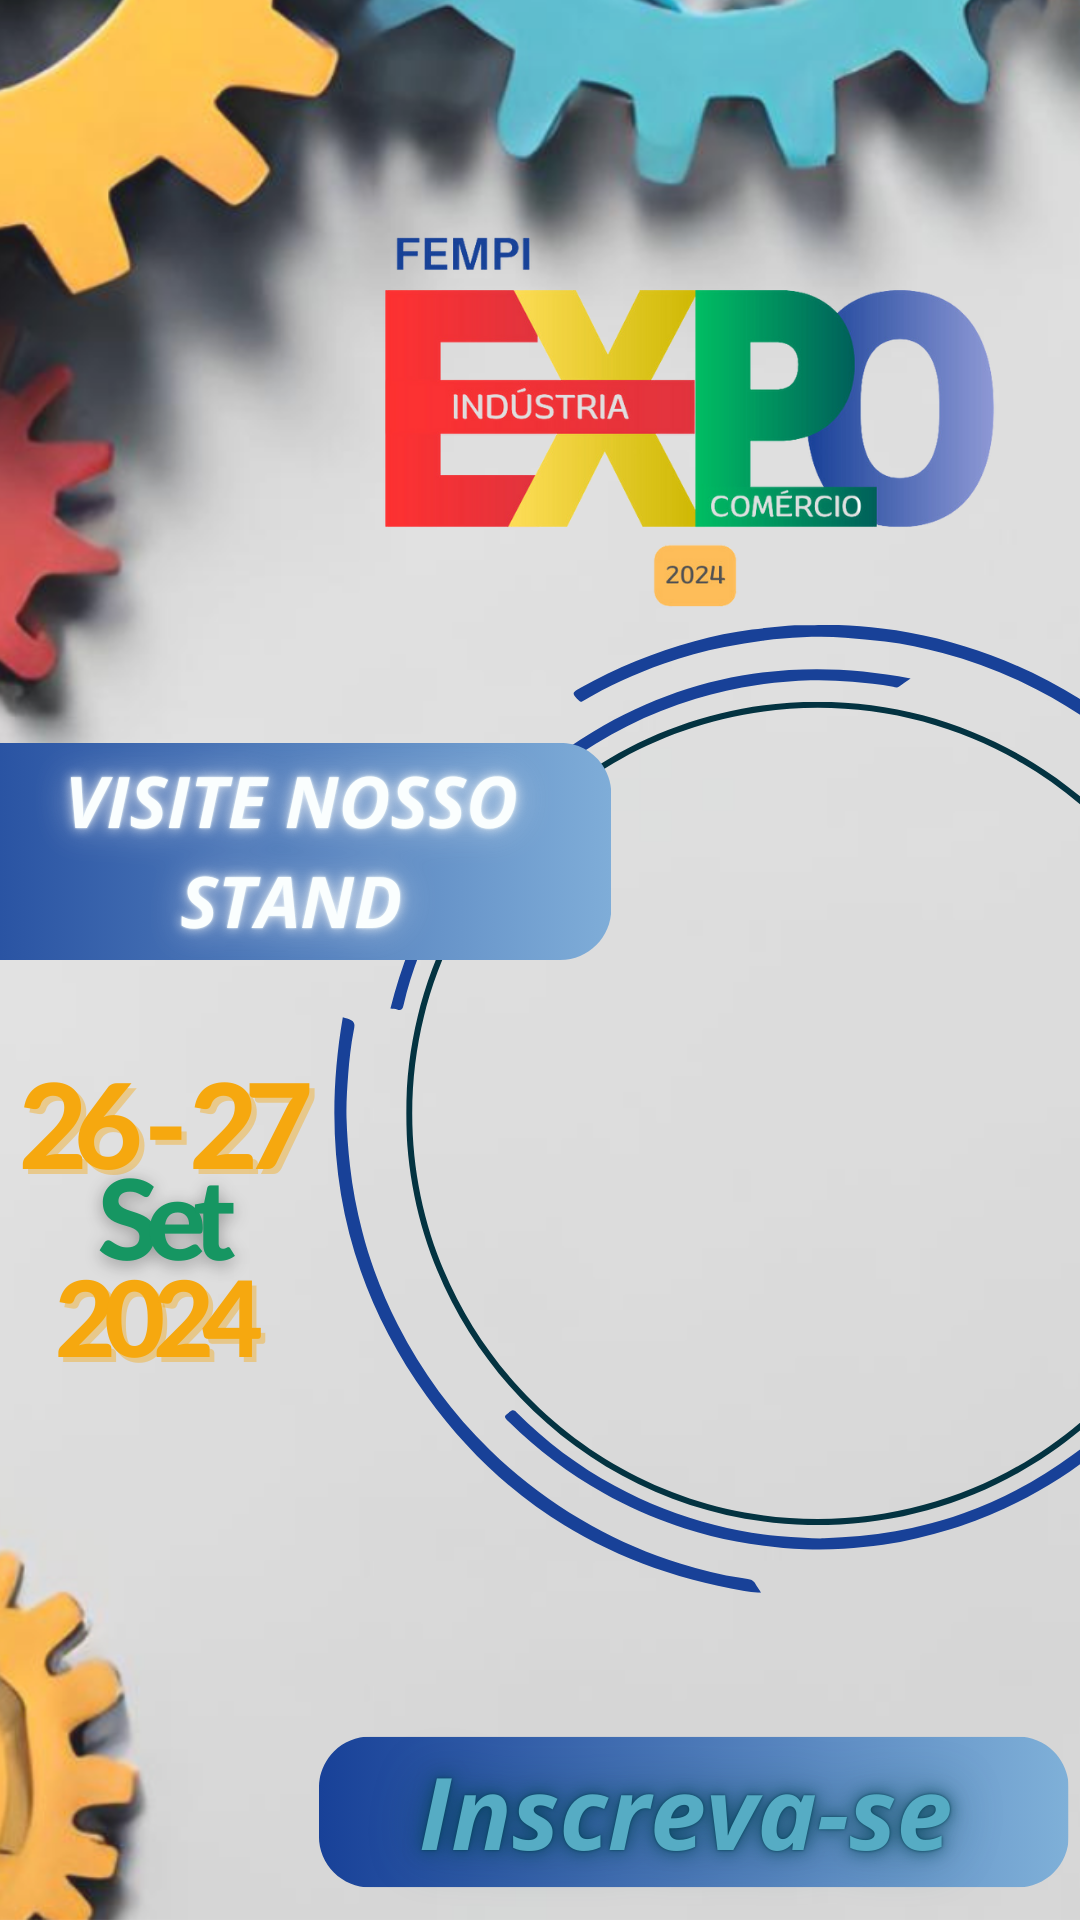 FEMPI
EXPO
INDÚSTRIA
COMÉRCIO
2024
VISITE NOSSO
STAND
26-27
Set
2024
Inscreva-se